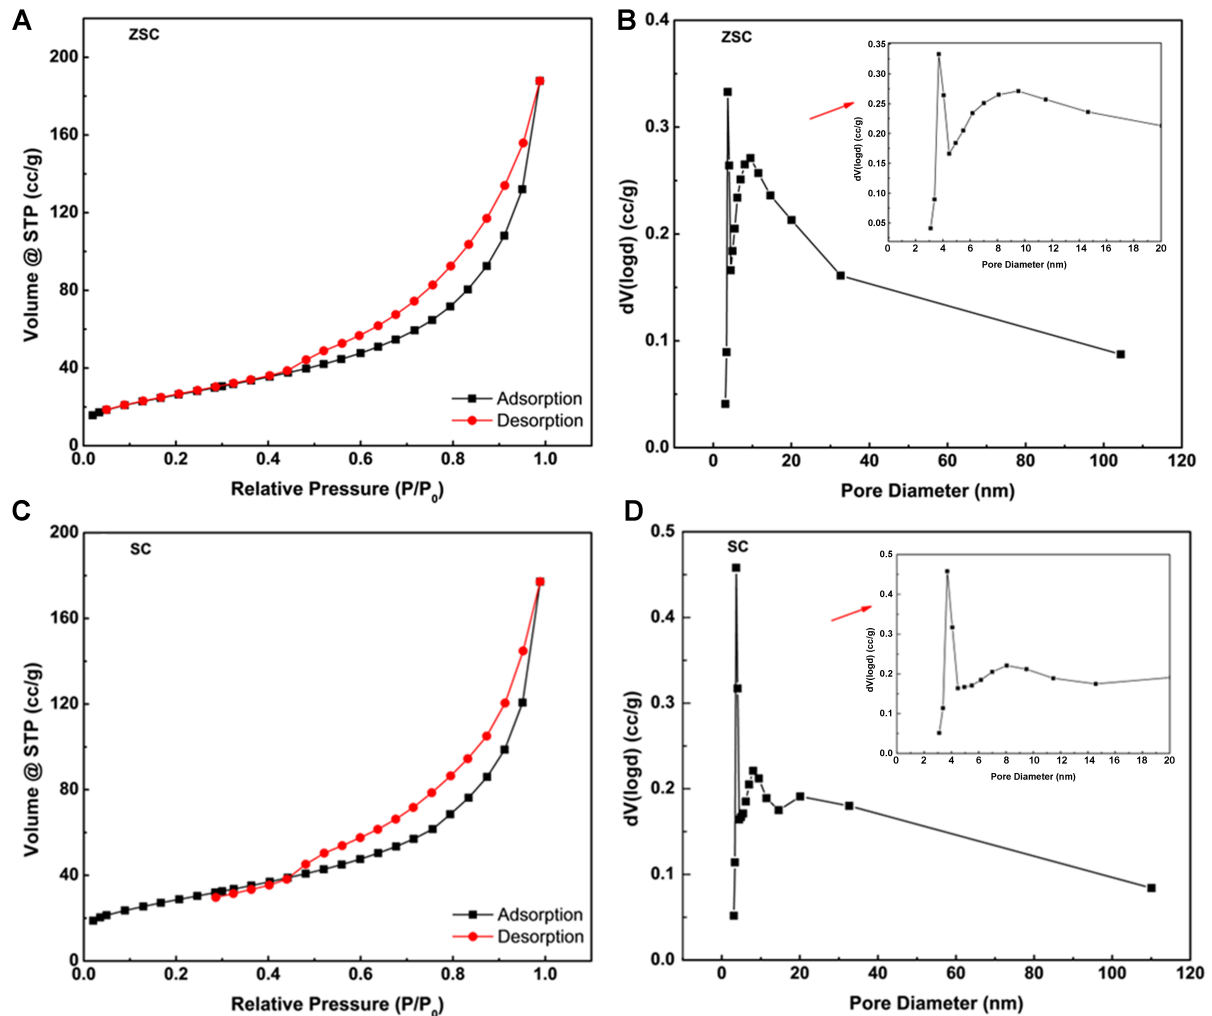 A
ZSC
200
160
120
80
40
0
Volume @ STP (cc/g)
0.0 0.2 0.4 0.6 0.8 1.0
Relative Pressure (P/P0)
Adsorption
Desorption
B
ZSC
0.4
0.3
0.2
0.1
0.0
dV(logd) (cc/g)
0 20 40 60 80 100 120
Pore Diameter (nm)
0.35
0.30
0.25
0.20
0.15
0.10
0.05
dV(logd) (cc/g)
0 2 4 6 8 10 12 14 16 18 20
Pore Diameter (nm)
C
SC
200
160
120
80
40
0
Volume @ STP (cc/g)
0.0 0.2 0.4 0.6 0.8 1.0
Relative Pressure (P/P0)
Adsorption
Desorption
D
SC
0.5
0.4
0.3
0.2
0.1
0.0
dV(logd) (cc/g)
0 20 40 60 80 100 120
Pore Diameter (nm)
0.5
0.4
0.3
0.2
0.1
0.0
dV(logd) (cc/g)
0 2 4 6 8 10 12 14 16 18 20
Pore Diameter (nm)